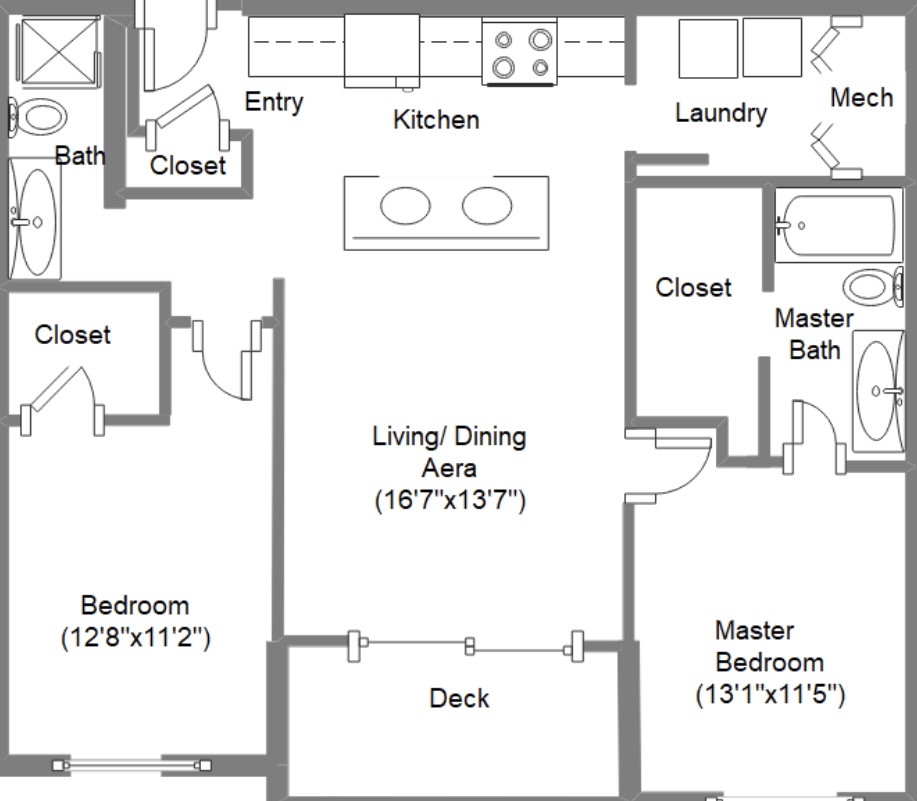 Entry
Kitchen
Laundry
Mech
Bath
Closet
Closet
Closet
Master
Bath
Living/ Dining
Aera
(16'7"x13'7")
Bedroom
(12'8"x11'2")
Master
Bedroom
(13'1"x11'5")
Deck